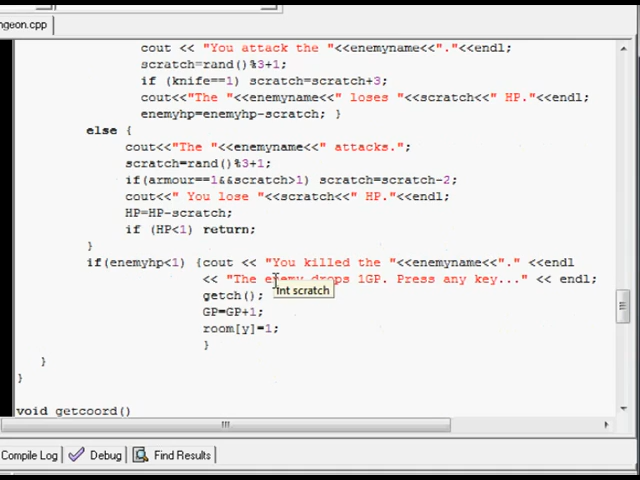 ngeon.cpp
cout << "You attack the "<<enemyname<<"."<<endl;
scratch=rand()%3+1;
if (knife==1) scratch=scratch+3;
cout<<"The "<<enemyname<<" loses "<<scratch<<" HP."<<endl;
enemyhp=enemyhp-scratch; }
else {
cout<<"The "<<enemyname<<" attacks.";
scratch=rand()%3+1;
if(armour==1&&scratch>1) scratch=scratch-2;
cout<<" You lose "<<scratch<<" HP."<<endl;
HP=HP-scratch;
if (HP<1) return;
}
if(enemyhp<1) {cout << "You killed the "<<enemyname<<"." <<endl
<< "The enemy drops 1GP. Press any key..." << endl;
int scratch
getch();
GP=GP+1;
room[y]=1;
}
}
}
void getcoord()
Compile Log Debug Find Results